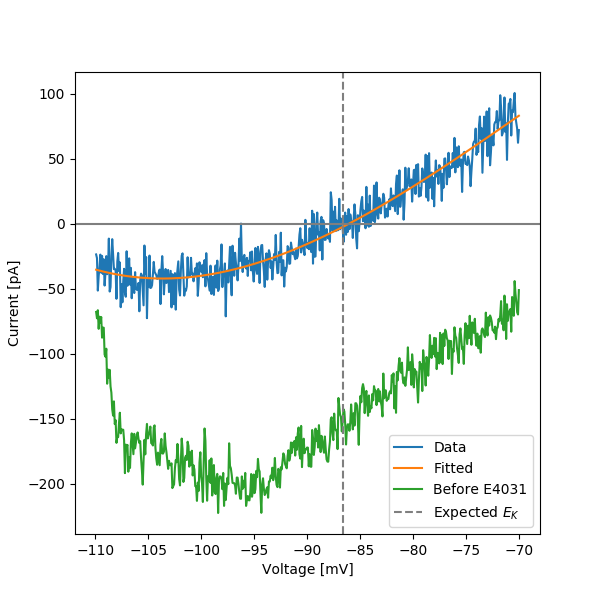 100
50
0
−50
−100
−150
−200
Current [pA]
−110 −105 −100 −95 −90 −85 −80 −75 −70
Voltage [mV]
Data
Fitted
Before E4031
Expected E_K